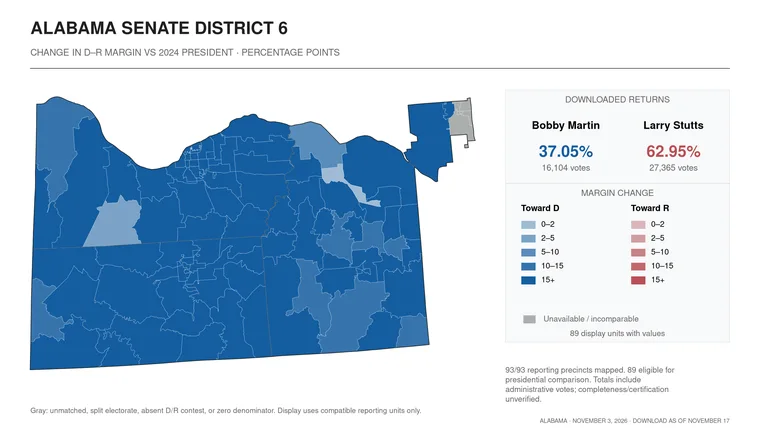 ALABAMA SENATE DISTRICT 6
CHANGE IN D–R MARGIN VS 2024 PRESIDENT · PERCENTAGE POINTS
DOWNLOADED RETURNS
Bobby Martin Larry Stutts
37.05% 62.95%
16,104 votes 27,365 votes
MARGIN CHANGE
Toward D Toward R
0–2 0–2
2–5 2–5
5–10 5–10
10–15 10–15
15+ 15+
Unavailable / incomparable
89 display units with values
93/93 reporting precincts mapped. 89 eligible for
presidential comparison. Totals include
administrative votes; completeness/certification
unverified.
Gray: unmatched, split electorate, absent D/R contest, or zero denominator. Display uses compatible reporting units only.
ALABAMA · NOVEMBER 3, 2026 · DOWNLOAD AS OF NOVEMBER 17